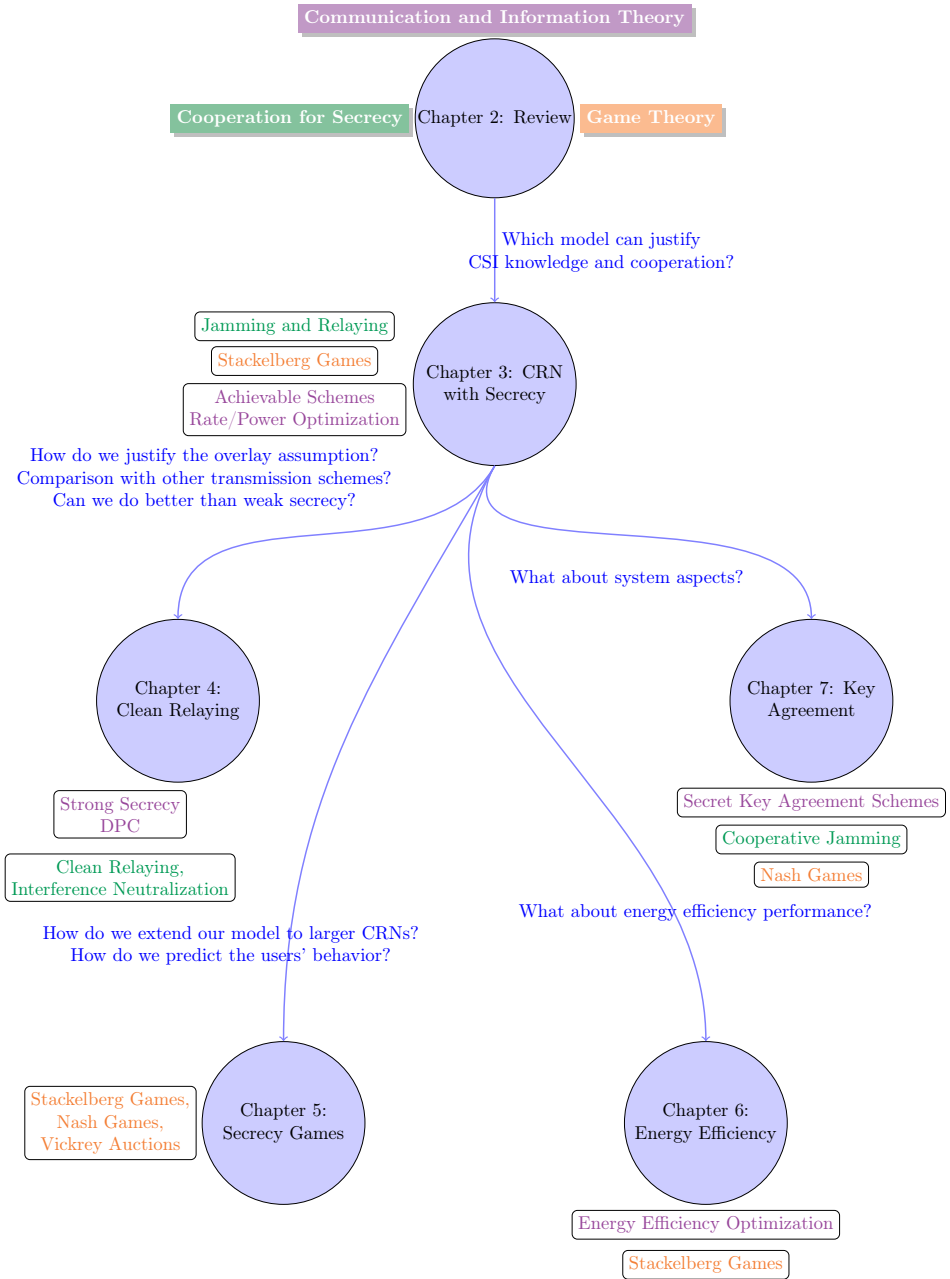 Communication and Information Theory
Cooperation for Secrecy
Chapter 2: Review
Game Theory
Which model can justify
CSI knowledge and cooperation?
Jamming and Relaying
Stackelberg Games
Achievable Schemes
Rate/Power Optimization
Chapter 3: CRN
with Secrecy
How do we justify the overlay assumption?
Comparison with other transmission schemes?
Can we do better than weak secrecy?
What about system aspects?
Chapter 4:
Clean Relaying
Chapter 7: Key
Agreement
Strong Secrecy
DPC
Clean Relaying,
Interference Neutralization
Secret Key Agreement Schemes
Cooperative Jamming
Nash Games
How do we extend our model to larger CRNs?
How do we predict the users' behavior?
What about energy efficiency performance?
Stackelberg Games,
Nash Games,
Vickrey Auctions
Chapter 5:
Secrecy Games
Chapter 6:
Energy Efficiency
Energy Efficiency Optimization
Stackelberg Games